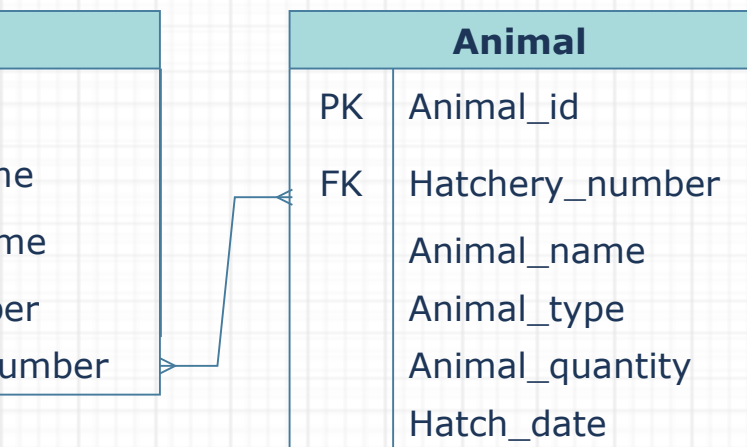 Animal
PK Animal_id
FK Hatchery_number
Animal_name
Animal_type
Animal_quantity
Hatch_date